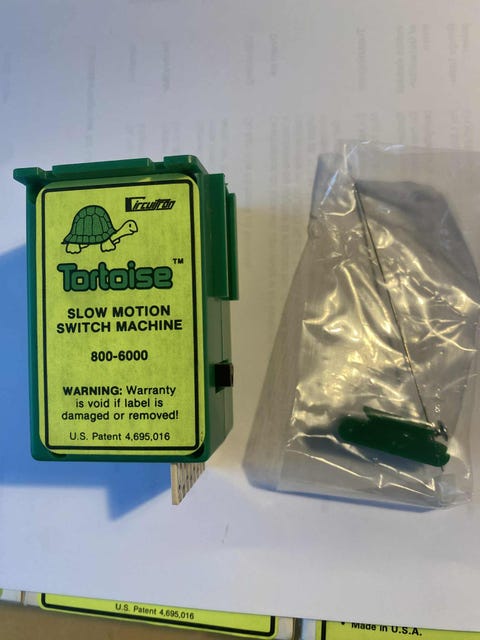 Circuitron
Tortoise™
SLOW MOTION
SWITCH MACHINE
800-6000
WARNING: Warranty
is void if label is
damaged or removed!
U.S. Patent 4,695,016
U.S. Patent 4,695,016
• Made in U.S.A.